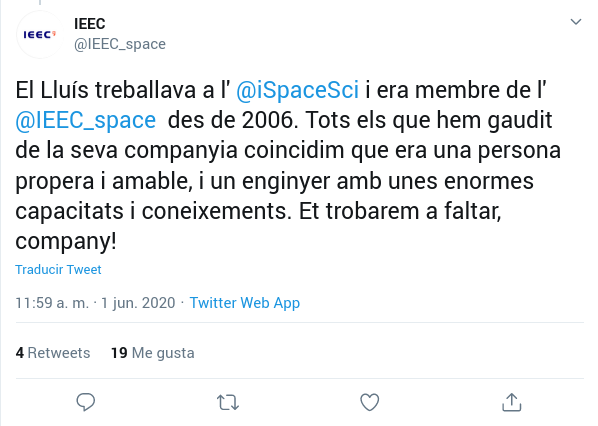 IEEC
IEEC
@IEEC_space
El Lluís treballava a l' @iSpaceSci i era membre de l'
@IEEC_space des de 2006. Tots els que hem gaudit
de la seva companyia coincidim que era una persona
propera i amable, i un enginyer amb unes enormes
capacitats i coneixements. Et trobarem a faltar,
company!
Traducir Tweet
11:59 a. m. · 1 jun. 2020 · Twitter Web App
4 Retweets 19 Me gusta